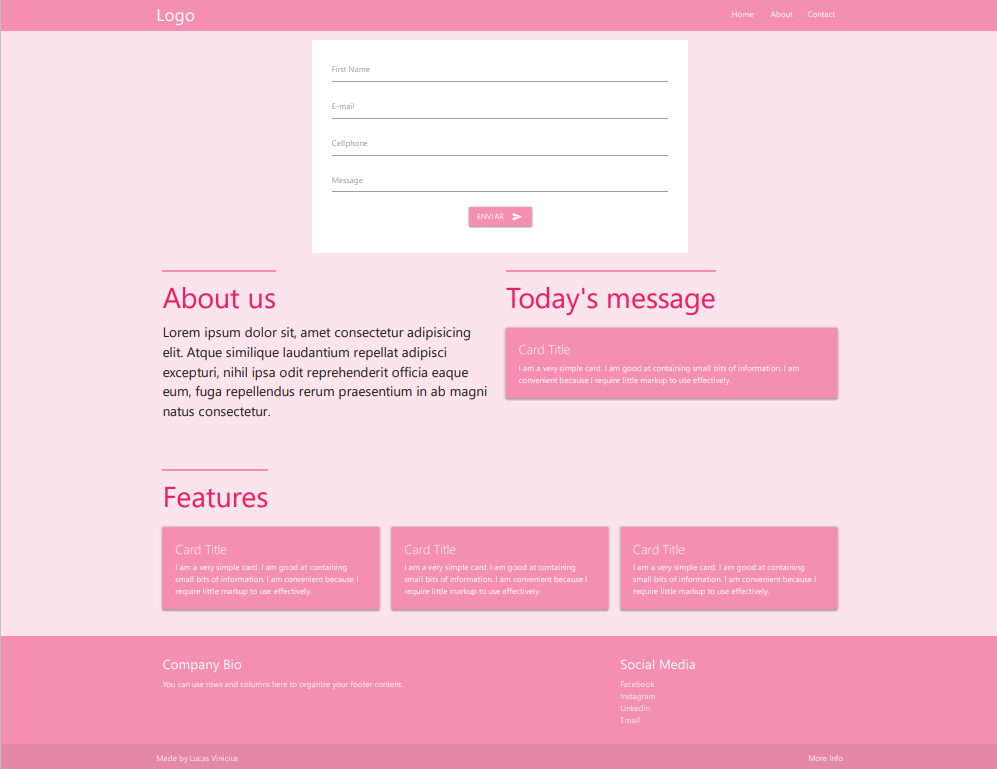 Logo
Home About Contact
First Name
E-mail
Cellphone
Message
ENVIAR
About us
Lorem ipsum dolor sit, amet consectetur adipisicing
elit. Atque similique laudantium repellat adipisci
excepturi, nihil ipsa odit reprehenderit officia eaque
eum, fuga repellendus rerum praesentium in ab magni
natus consectetur.
Today's message
Card Title
I am a very simple card. I am good at containing small bits of information. I am
convenient because I require little markup to use effectively.
Features
Card Title
I am a very simple card. I am good at containing
small bits of information. I am convenient because I
require little markup to use effectively.
Card Title
I am a very simple card. I am good at containing
small bits of information. I am convenient because I
require little markup to use effectively.
Card Title
I am a very simple card. I am good at containing
small bits of information. I am convenient because I
require little markup to use effectively.
Company Bio
You can use rows and columns here to organize your footer content.
Social Media
Facebook
Instagram
Linkedin
Email
Made by Lucas Vinicius
More Info